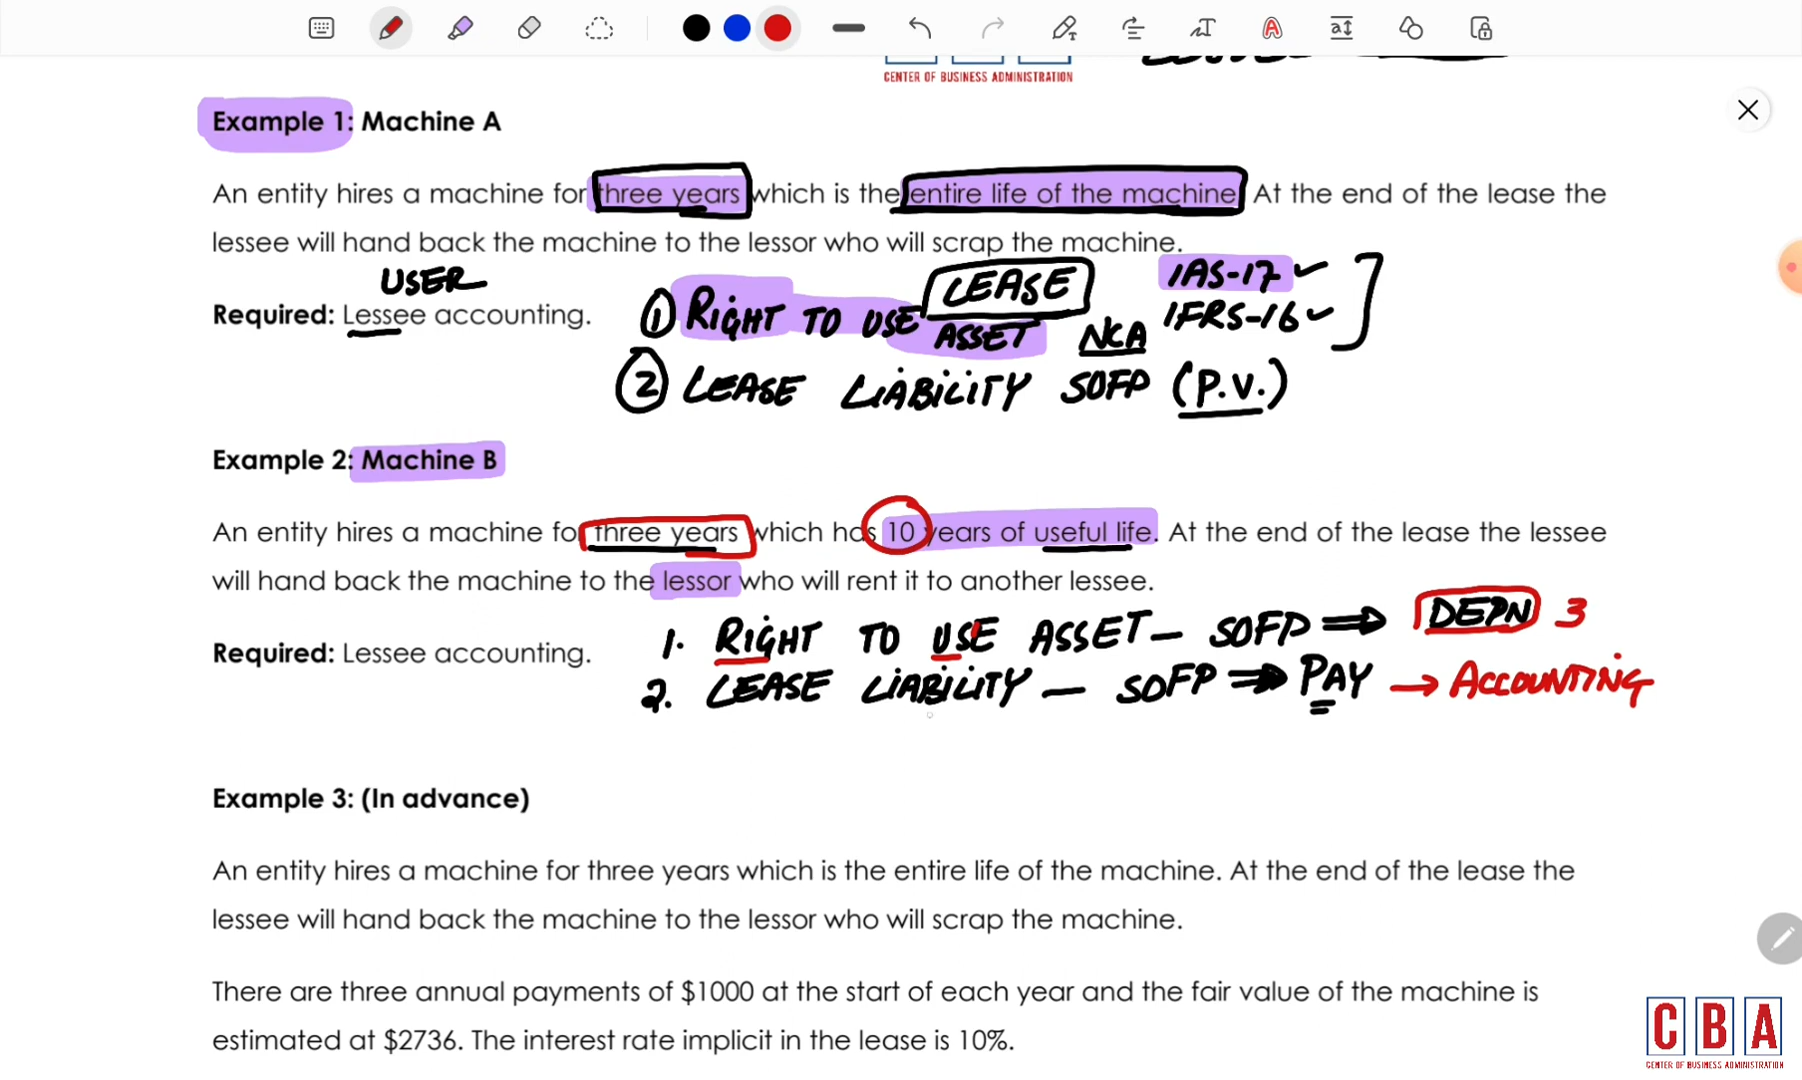 CENTER OF BUSINESS ADMINISTRATION
Example 1: Machine A
An entity hires a machine for three years which is the entire life of the machine. At the end of the lease the
lessee will hand back the machine to the lessor who will scrap the machine.
USER
Required: Lessee accounting.
LEASE
IAS-17 ✓
① RIGHT TO USE ASSET NCA
IFRS-16 ✓
② LEASE LIABILITY SOFP (P.V.)
Example 2: Machine B
An entity hires a machine for three years which has 10 years of useful life. At the end of the lease the lessee
will hand back the machine to the lessor who will rent it to another lessee.
Required: Lessee accounting.
1. RIGHT TO USE ASSET – SOFP ⇒ DEPN 3
2. LEASE LIABILITY – SOFP ⇒ PAY → ACCOUNTING
Example 3: (In advance)
An entity hires a machine for three years which is the entire life of the machine. At the end of the lease the
lessee will hand back the machine to the lessor who will scrap the machine.
There are three annual payments of $1000 at the start of each year and the fair value of the machine is
estimated at $2736. The interest rate implicit in the lease is 10%.
CBA
CENTER OF BUSINESS ADMINISTRATION